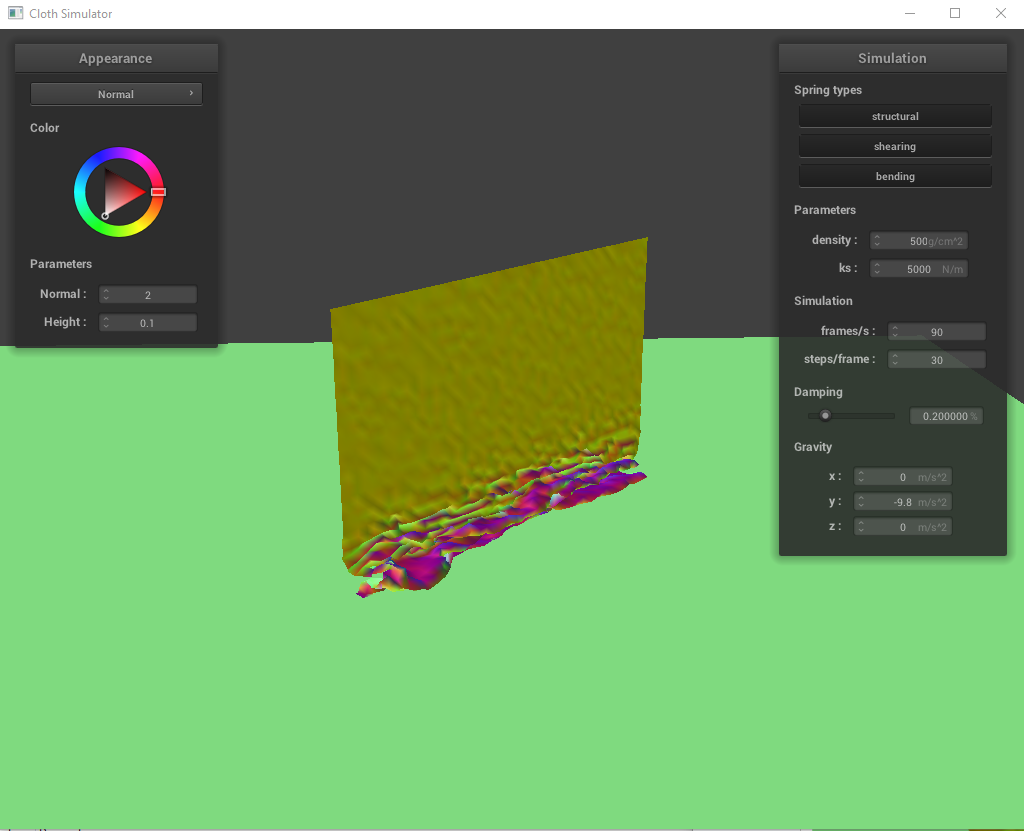 Cloth Simulator
Appearance
Normal
Color
Parameters
Normal : 2
Height : 0.1
Simulation
Spring types
structural
shearing
bending
Parameters
density : 500g/cm^2
ks : 5000 N/m
Simulation
frames/s : 90
steps/frame : 30
Damping
0.200000 %
Gravity
x : 0 m/s^2
y : -9.8 m/s^2
z : 0 m/s^2